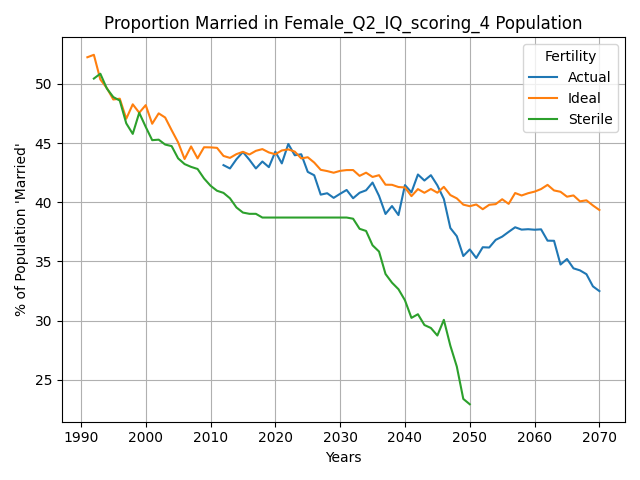 Proportion Married in Female_Q2_IQ_scoring_4 Population
% of Population 'Married'
50
45
40
35
30
25
Fertility
Actual
Ideal
Sterile
1990 2000 2010 2020 2030 2040 2050 2060 2070
Years